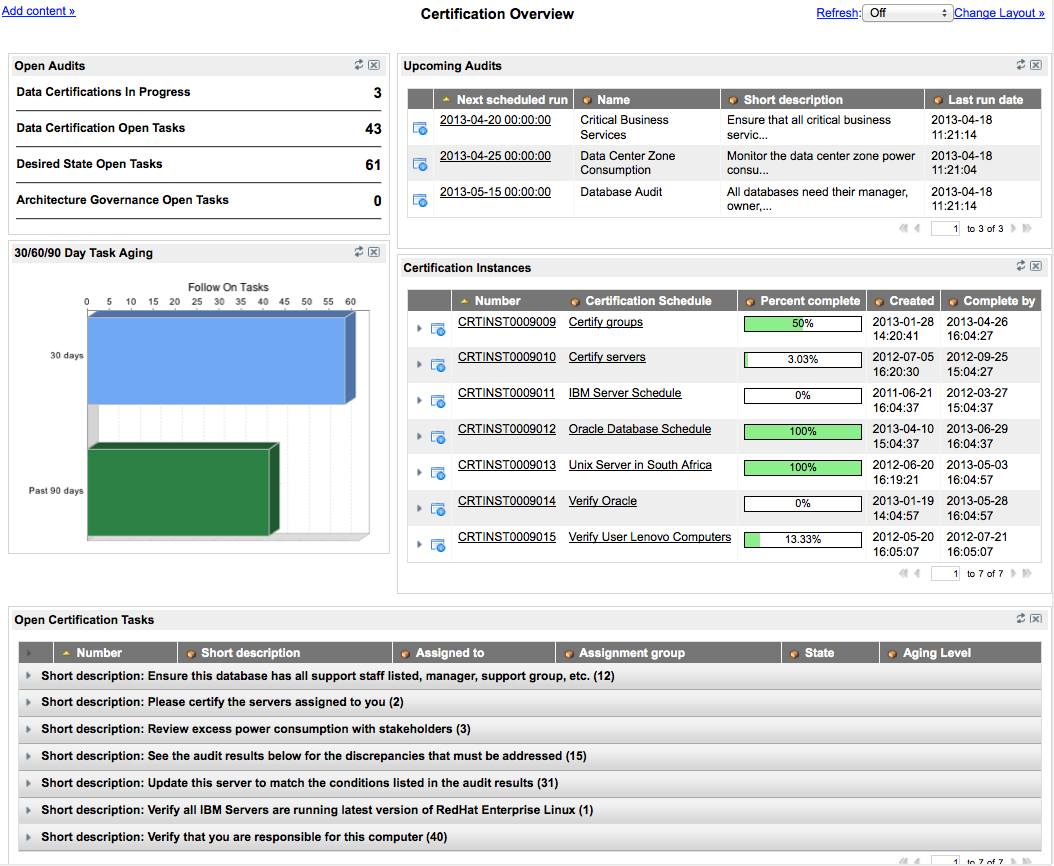 Add content »
Certification Overview
Refresh: Off Change Layout »
Open Audits
Data Certifications In Progress 3
Data Certification Open Tasks 43
Desired State Open Tasks 61
Architecture Governance Open Tasks 0
30/60/90 Day Task Aging
Follow On Tasks
0 5 10 15 20 25 30 35 40 45 50 55 60
30 days
Past 90 days
Upcoming Audits
Next scheduled run Name Short description Last run date
2013-04-20 00:00:00 Critical Business Ensure that all critical business 2013-04-18
Services servic... 11:21:14
2013-04-25 00:00:00 Data Center Zone Monitor the data center zone power 2013-04-18
Consumption consu... 11:21:04
2013-05-15 00:00:00 Database Audit All databases need their manager, 2013-04-18
owner,... 11:21:14
1 to 3 of 3
Certification Instances
Number Certification Schedule Percent complete Created Complete by
CRTINST0009009 Certify groups 50% 2013-01-28 2013-04-26
14:20:41 16:04:27
CRTINST0009010 Certify servers 3.03% 2012-07-05 2012-09-25
16:20:30 15:04:27
CRTINST0009011 IBM Server Schedule 0% 2011-06-21 2012-03-27
16:04:37 15:04:37
CRTINST0009012 Oracle Database Schedule 100% 2013-04-10 2013-06-29
15:04:37 16:04:37
CRTINST0009013 Unix Server in South Africa 100% 2012-06-20 2013-05-03
16:19:21 16:04:57
CRTINST0009014 Verify Oracle 0% 2013-01-19 2013-05-28
14:04:57 16:04:57
CRTINST0009015 Verify User Lenovo Computers 13.33% 2012-05-20 2012-07-21
16:05:07 16:05:07
1 to 7 of 7
Open Certification Tasks
Number Short description Assigned to Assignment group State Aging Level
Short description: Ensure this database has all support staff listed, manager, support group, etc. (12)
Short description: Please certify the servers assigned to you (2)
Short description: Review excess power consumption with stakeholders (3)
Short description: See the audit results below for the discrepancies that must be addressed (15)
Short description: Update this server to match the conditions listed in the audit results (31)
Short description: Verify all IBM Servers are running latest version of RedHat Enterprise Linux (1)
Short description: Verify that you are responsible for this computer (40)
1 to 7 of 7